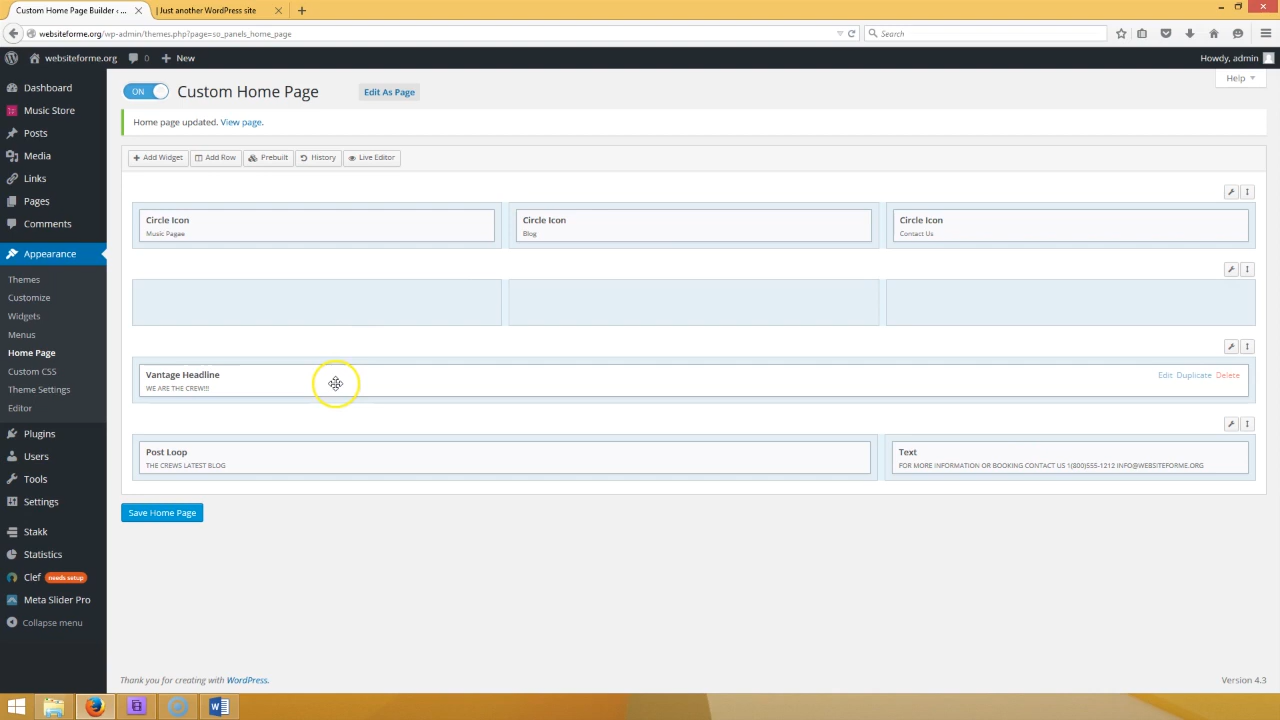 Custom Home Page Builder ‹ ...
| Just another WordPress site
websiteforme.org/wp-admin/themes.php?page=so_panels_home_page
Search
websiteforme.org
0
New
Howdy, admin
Help
Dashboard
Music Store
Posts
Media
Links
Pages
Comments
Appearance
Themes
Customize
Widgets
Menus
Home Page
Custom CSS
Theme Settings
Editor
Plugins
Users
Tools
Settings
Stakk
Statistics
Clef needs setup
Meta Slider Pro
Collapse menu
ON
Custom Home Page
Edit As Page
Home page updated. View page.
Add Widget
Add Row
Prebuilt
History
Live Editor
Circle Icon
Music Pagae
Circle Icon
Blog
Circle Icon
Contact Us
Vantage Headline
WE ARE THE CREW!!!
Edit Duplicate Delete
Post Loop
THE CREWS LATEST BLOG
Text
FOR MORE INFORMATION OR BOOKING CONTACT US 1(800)555-1212 INFO@WEBSITEFORME.ORG
Save Home Page
Thank you for creating with WordPress.
Version 4.3